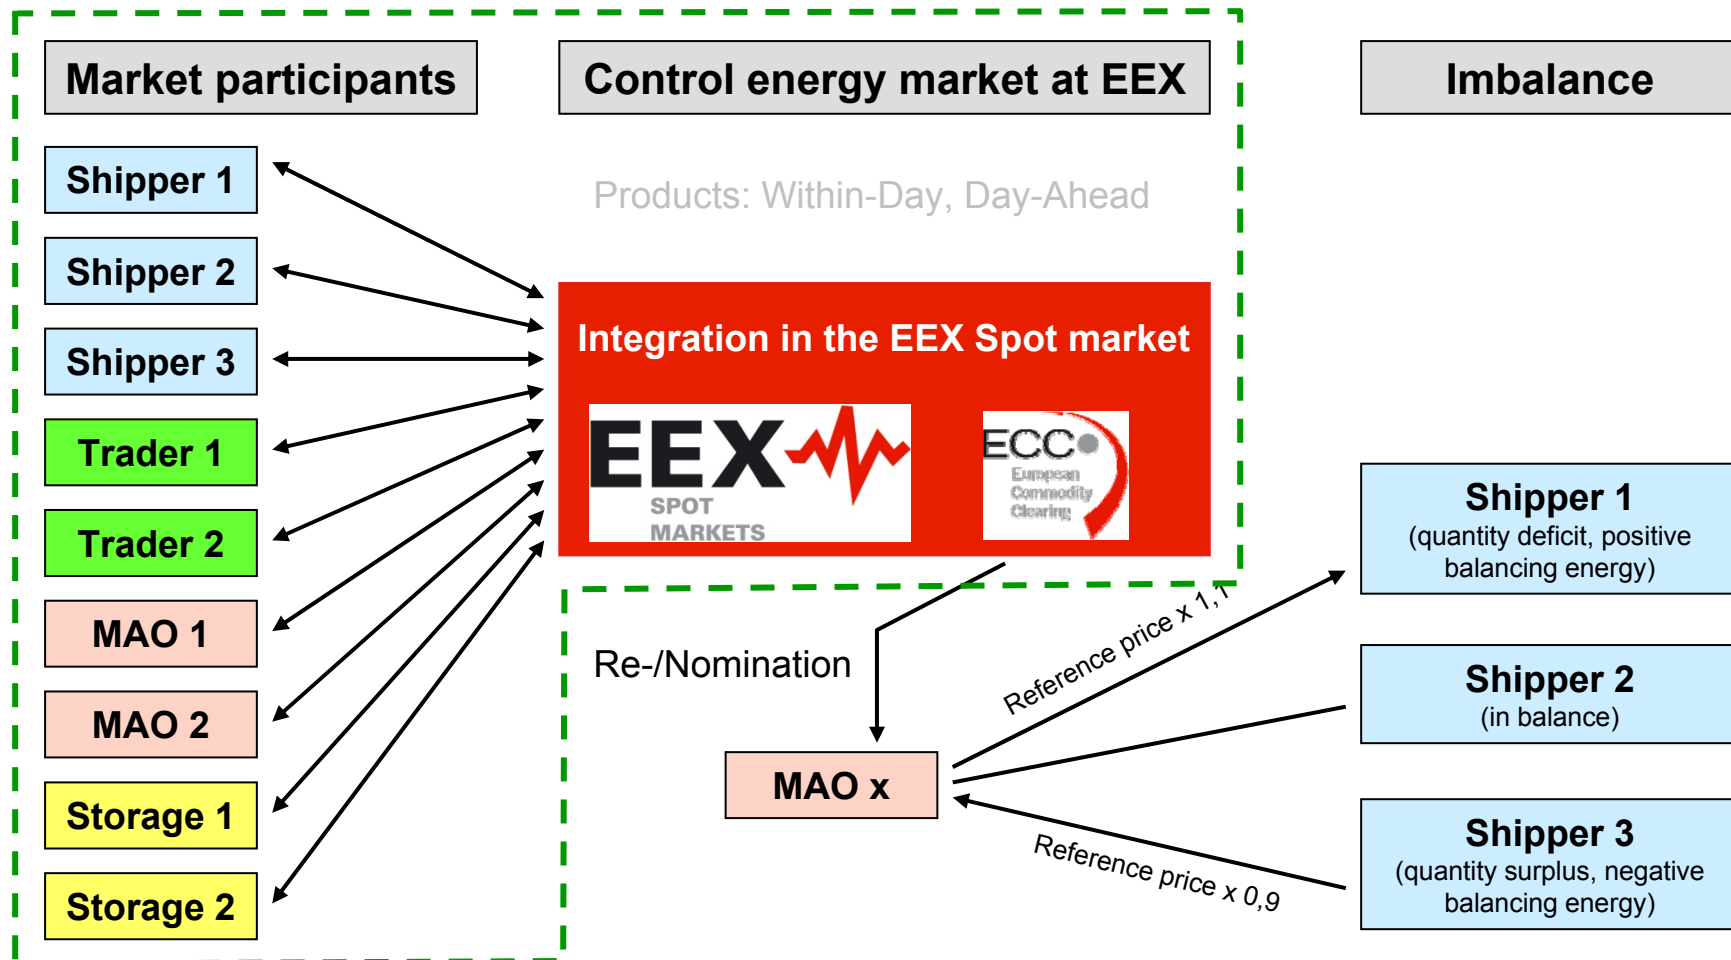 Market participants
Control energy market at EEX
Imbalance
Shipper 1
Shipper 2
Shipper 3
Trader 1
Trader 2
MAO 1
MAO 2
Storage 1
Storage 2
Products: Within-Day, Day-Ahead
Integration in the EEX Spot market
EEX
SPOT
MARKETS
ECC
European
Commodity
Clearing
Re-/Nomination
MAO x
Reference price x 1,1
Reference price x 0,9
Shipper 1
(quantity deficit, positive
balancing energy)
Shipper 2
(in balance)
Shipper 3
(quantity surplus, negative
balancing energy)